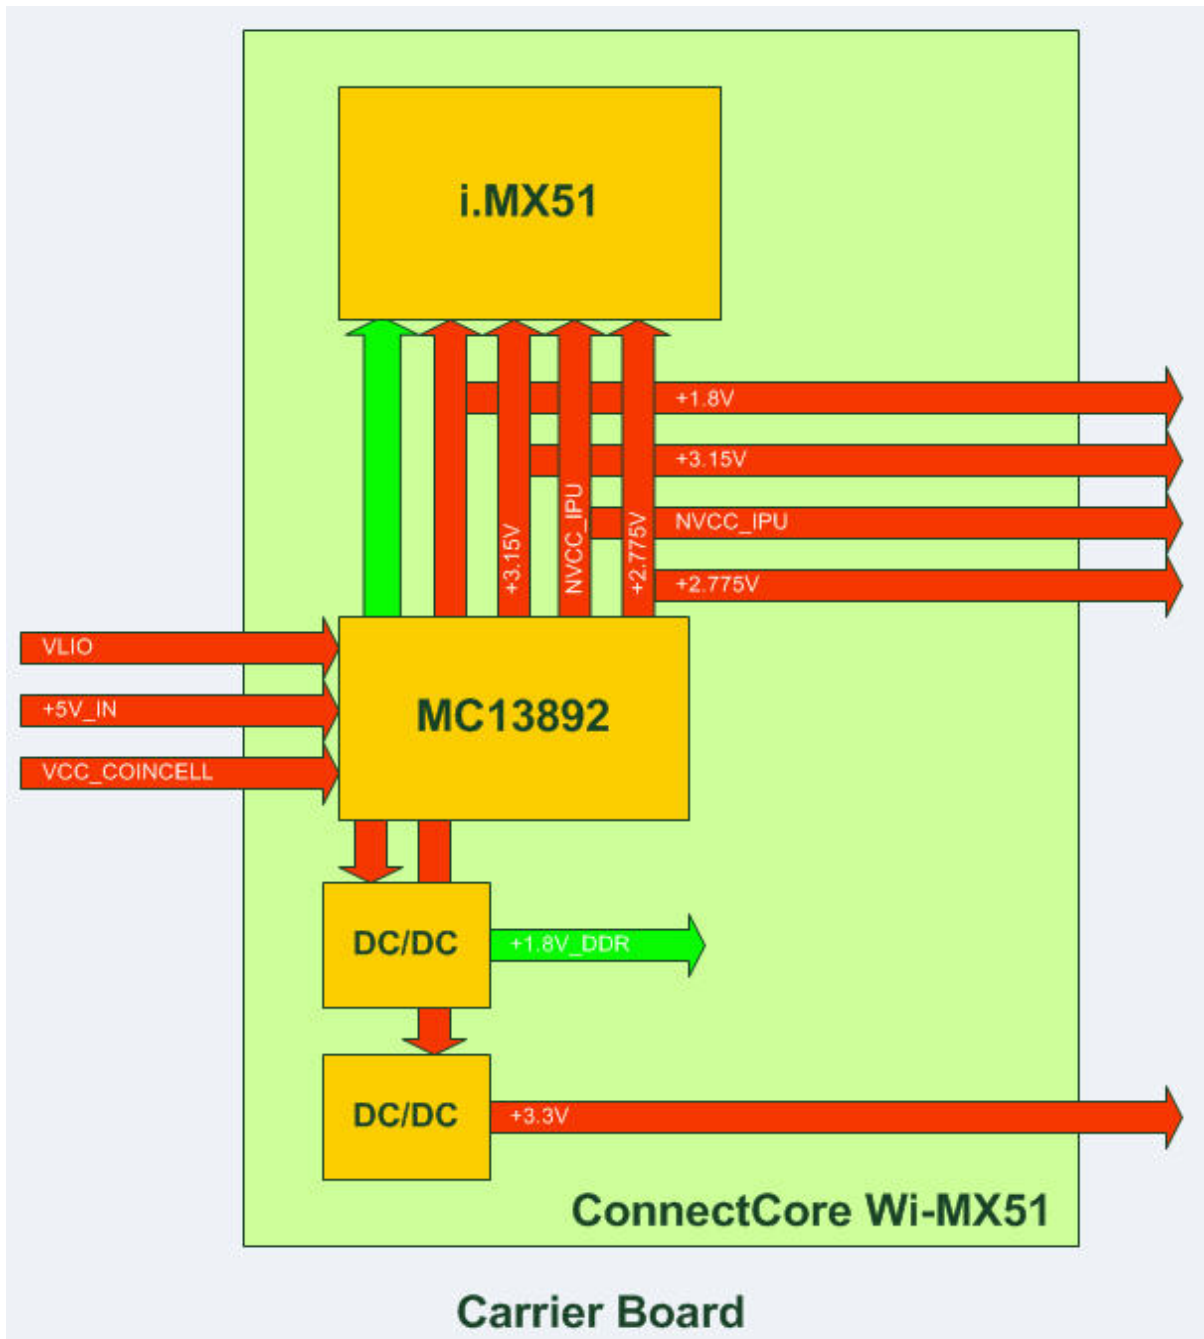 i.MX51
+1.8V
+3.15V
NVCC_IPU
+2.775V
+3.15V
NVCC_IPU
+2.775V
VLIO
+5V_IN
VCC_COINCELL
MC13892
DC/DC
+1.8V_DDR
DC/DC
+3.3V
ConnectCore Wi-MX51
Carrier Board